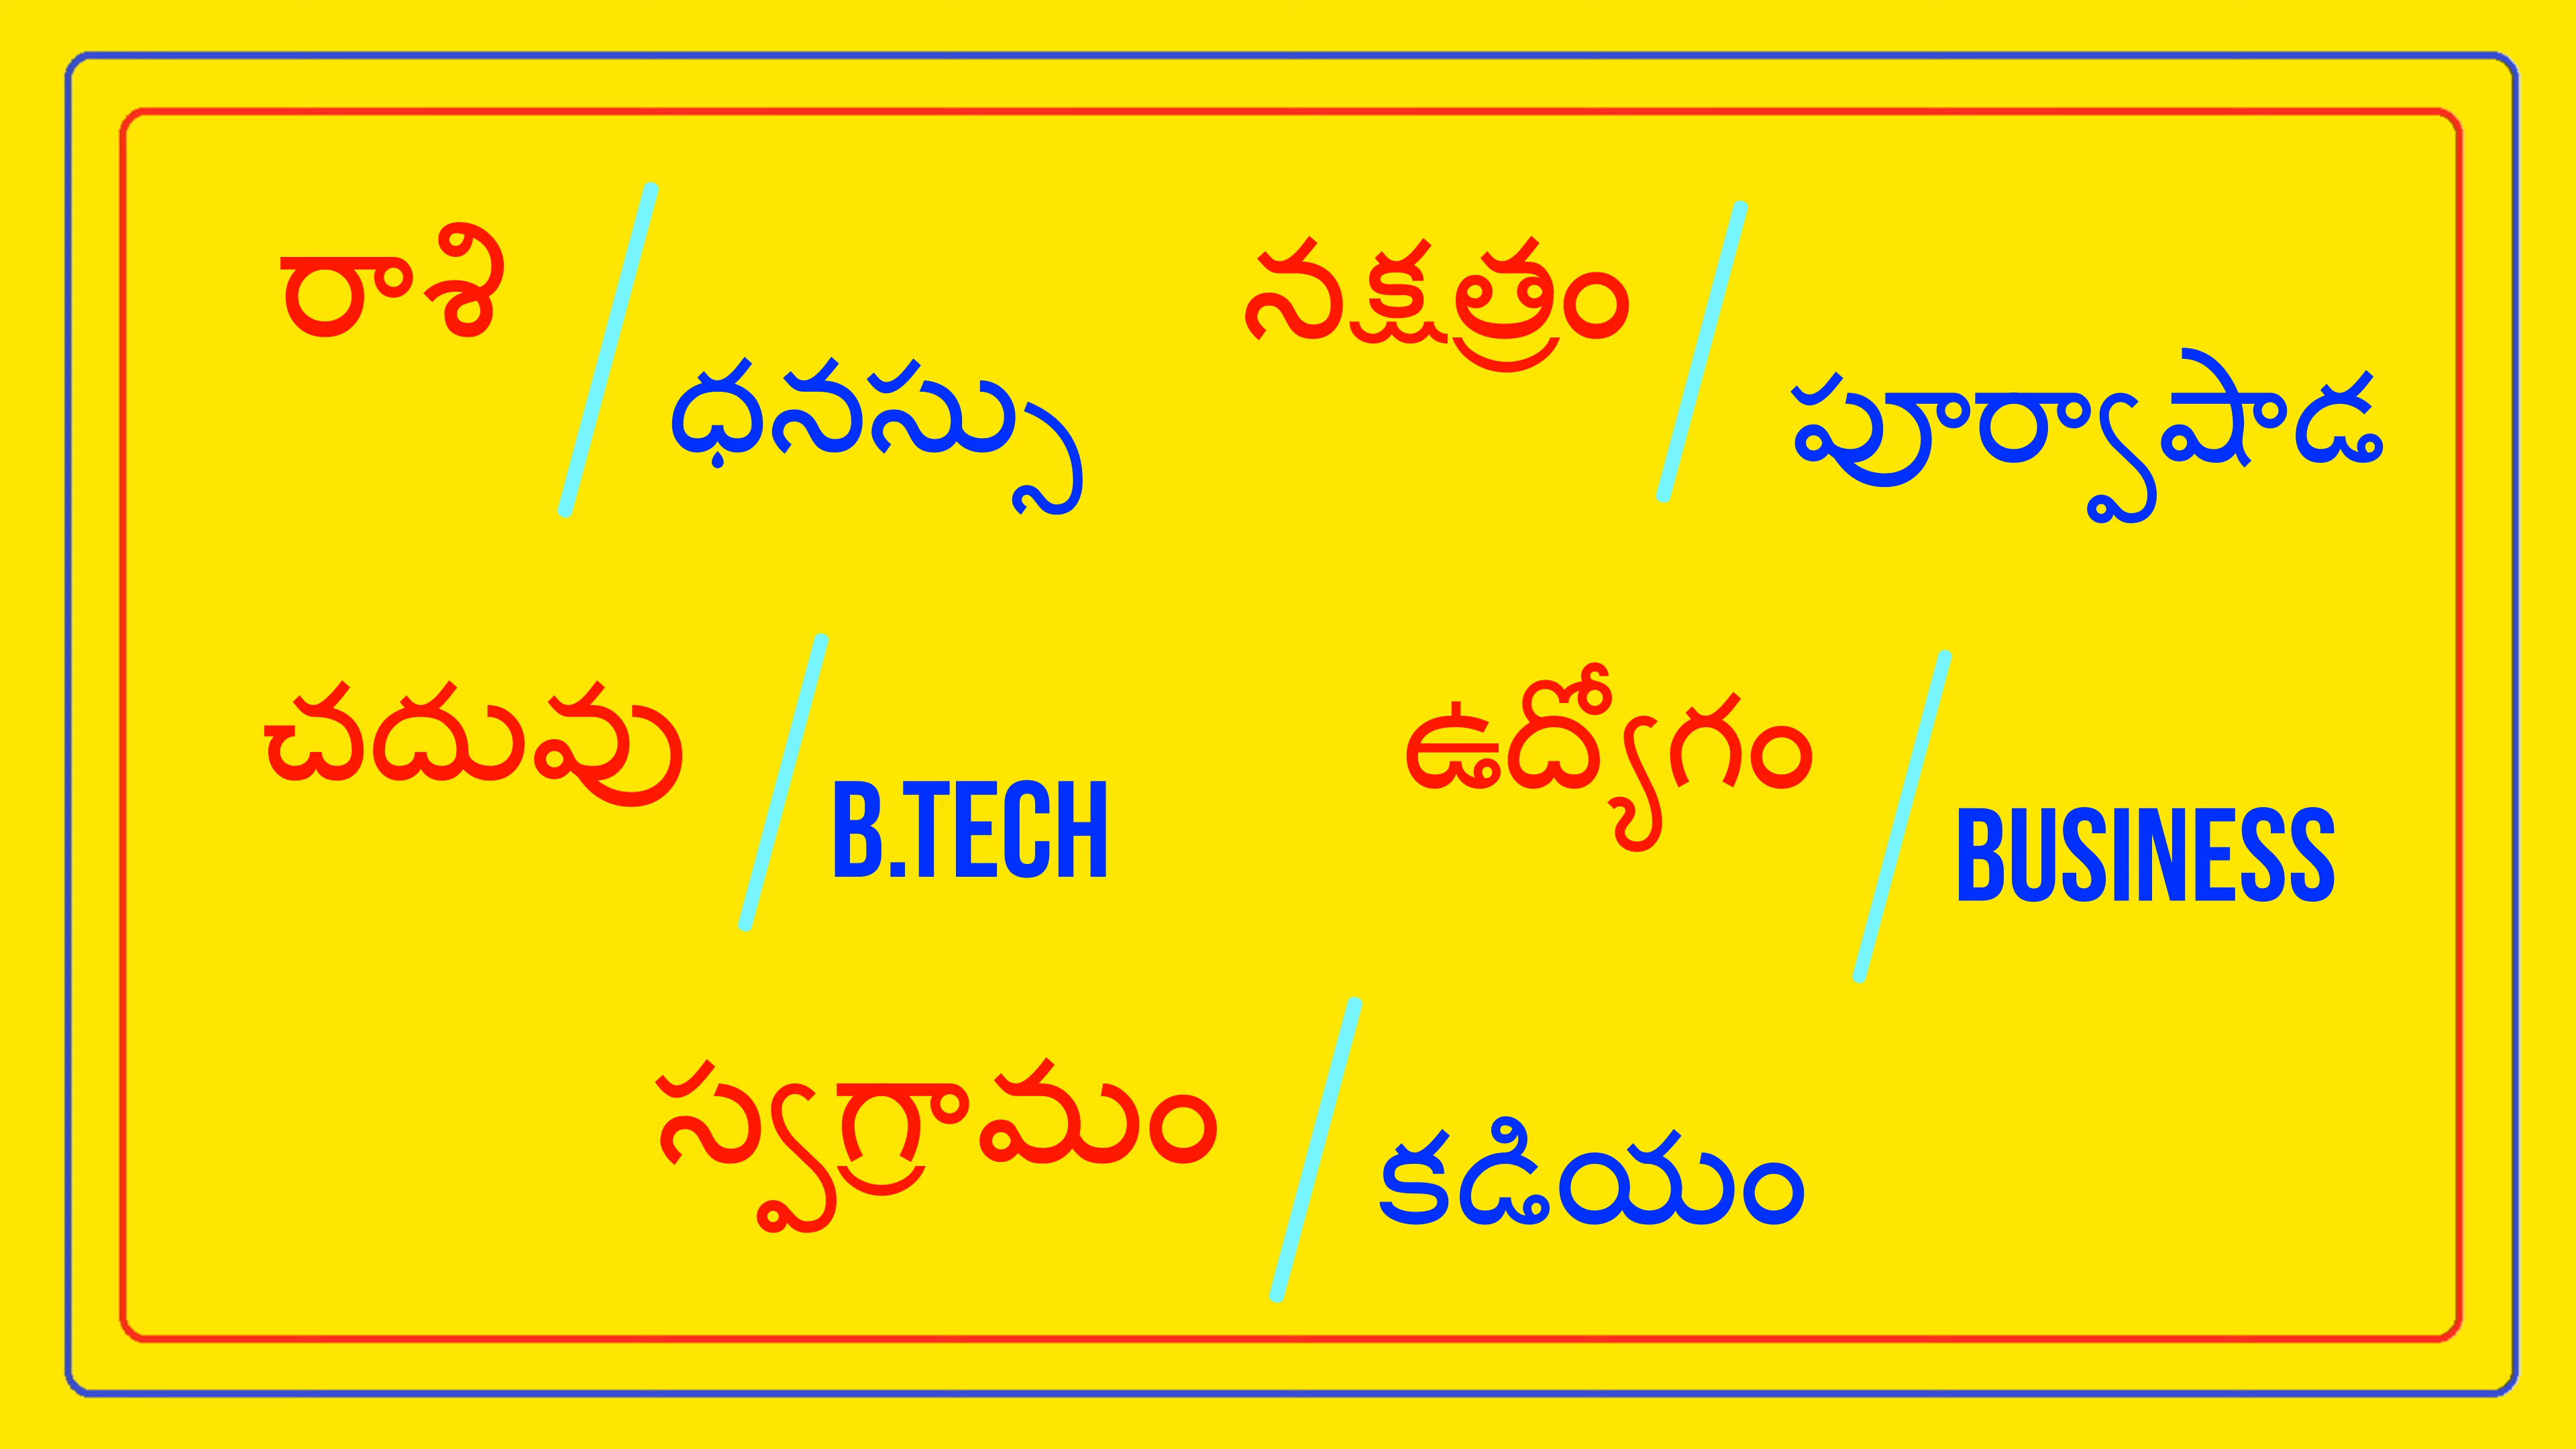 రాశి / ధనస్సు
నక్షత్రం / పూర్వాషాడ
చదువు / B.TECH
ఉద్యోగం / BUSINESS
స్వగ్రామం / కడియం